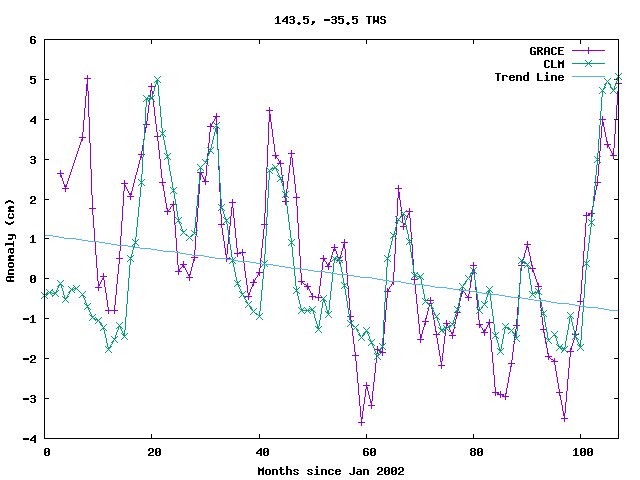 143.5, -35.5 TWS
GRACE
CLM
Trend Line
6
5
4
3
2
1
0
-1
-2
-3
-4
Anomaly (cm)
0 20 40 60 80 100
Months since Jan 2002